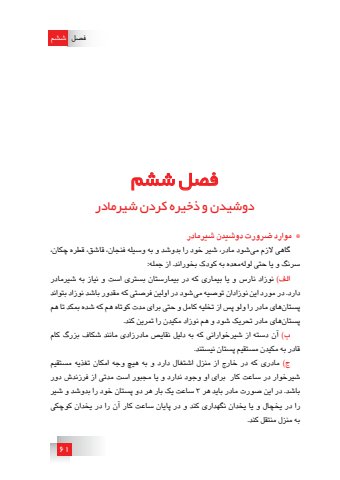 فصل ششم
فصل ششم
دوشیدن و ذخیره کردن شیرمادر
موارد ضرورت دوشیدن شیرمادر
گاهی لازم می‌شود مادر، شیر خود را بدوشد و به وسیله فنجان، قاشق، قطره چکان،
سرنگ و یا حتی لوله‌معده به کودک بخوراند. از جمله:
الف) نوزاد نارس و یا بیماری که در بیمارستان بستری است و نیاز به شیرمادر
دارد. در مورد این نوزادان توصیه می‌شود در اولین فرصتی که مقدور باشد نوزاد بتواند
پستان‌های مادر را ولو پس از تخلیه کامل و حتی برای مدت کوتاه هم که شده بمکد تا هم
پستان‌های مادر تحریک شود و هم نوزاد مکیدن را تمرین کند.
ب) آن دسته از شیرخوارانی که به دلیل نقایص مادرزادی مانند شکاف بزرگ کام
قادر به مکیدن مستقیم پستان نیستند.
ج) مادری که در خارج از منزل اشتغال دارد و به هیچ وجه امکان تغذیه مستقیم
شیرخوار در ساعت کار برای او وجود ندارد و یا مجبور است مدتی از فرزندش دور
باشد. در این صورت مادر باید هر ۳ ساعت یک بار هر دو پستان خود را بدوشد و شیر
را در یخچال و یا یخدان نگهداری کند و در پایان ساعت کار آن را در یخدان کوچکی
به منزل منتقل کند.
۶۱